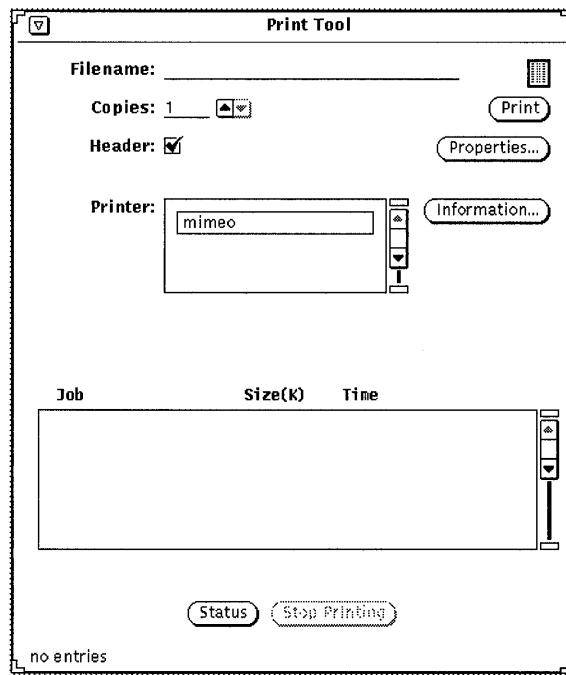 Print Tool
Filename:
Copies: 1
Print
Header:
Properties...
Printer:
mimeo
Information...
Job Size(K) Time
Status Stop Printing
no entries